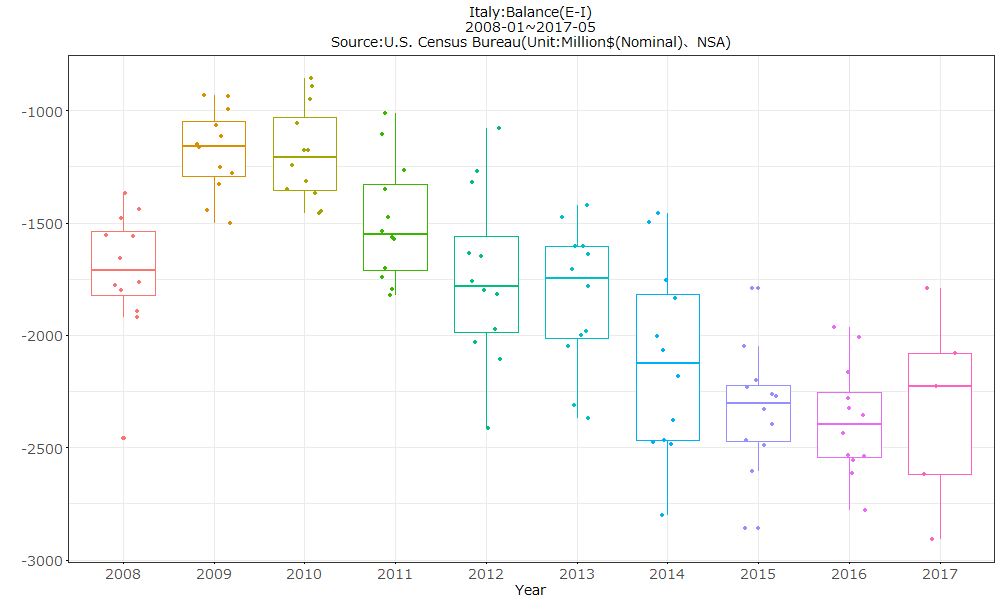 Italy:Balance(E-I)
2008-01~2017-05
Source:U.S. Census Bureau(Unit:Million$(Nominal)、NSA)
-1000
-1500
-2000
-2500
-3000
2008 2009 2010 2011 2012 2013 2014 2015 2016 2017
Year